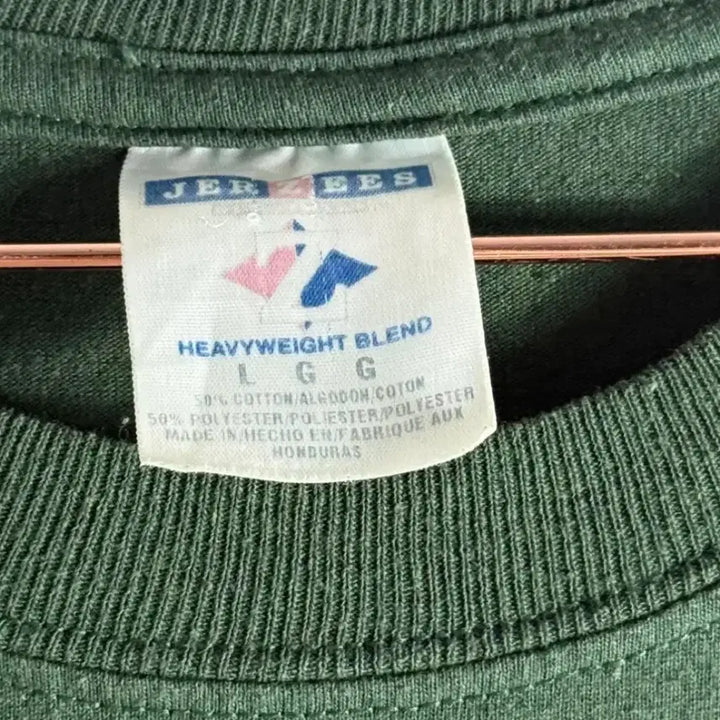 JERZEES
HEAVYWEIGHT BLEND
L G G
50% COTTON/ALGODON/COTON
50% POLYESTER/POLIESTER/POLYESTER
MADE IN/HECHO EN/FABRIQUE AUX
HONDURAS